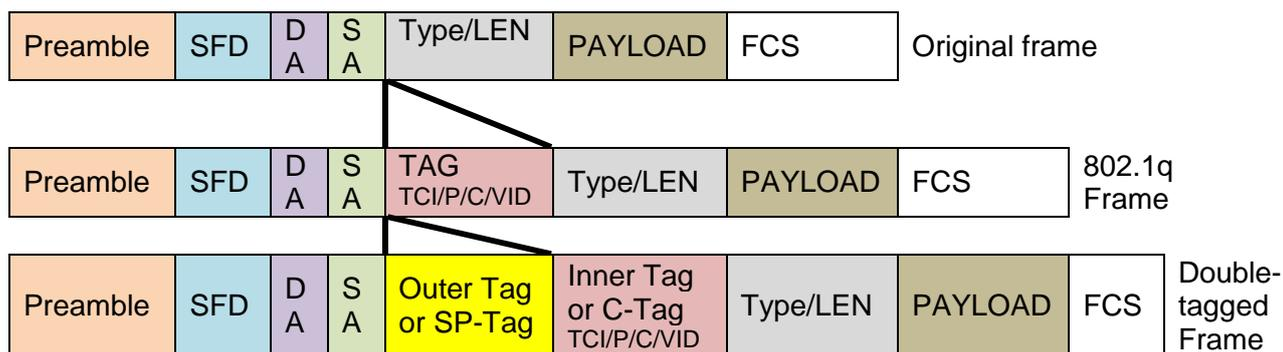 Preamble SFD D A S A Type/LEN PAYLOAD FCS Original frame
Preamble SFD D A S A TAG TCI/P/C/VID Type/LEN PAYLOAD FCS 802.1q Frame
Preamble SFD D A S A Outer Tag or SP-Tag Inner Tag or C-Tag TCI/P/C/VID Type/LEN PAYLOAD FCS Double-tagged Frame